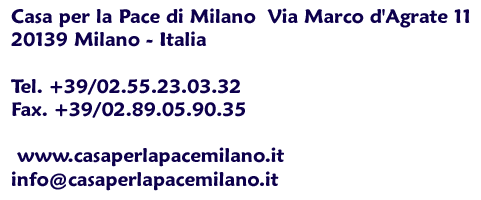 Casa per la Pace di Milano Via Marco d'Agrate 11
20139 Milano - Italia
Tel. +39/02.55.23.03.32
Fax. +39/02.89.05.90.35
www.casaperlapacemilano.it
info@casaperlapacemilano.it